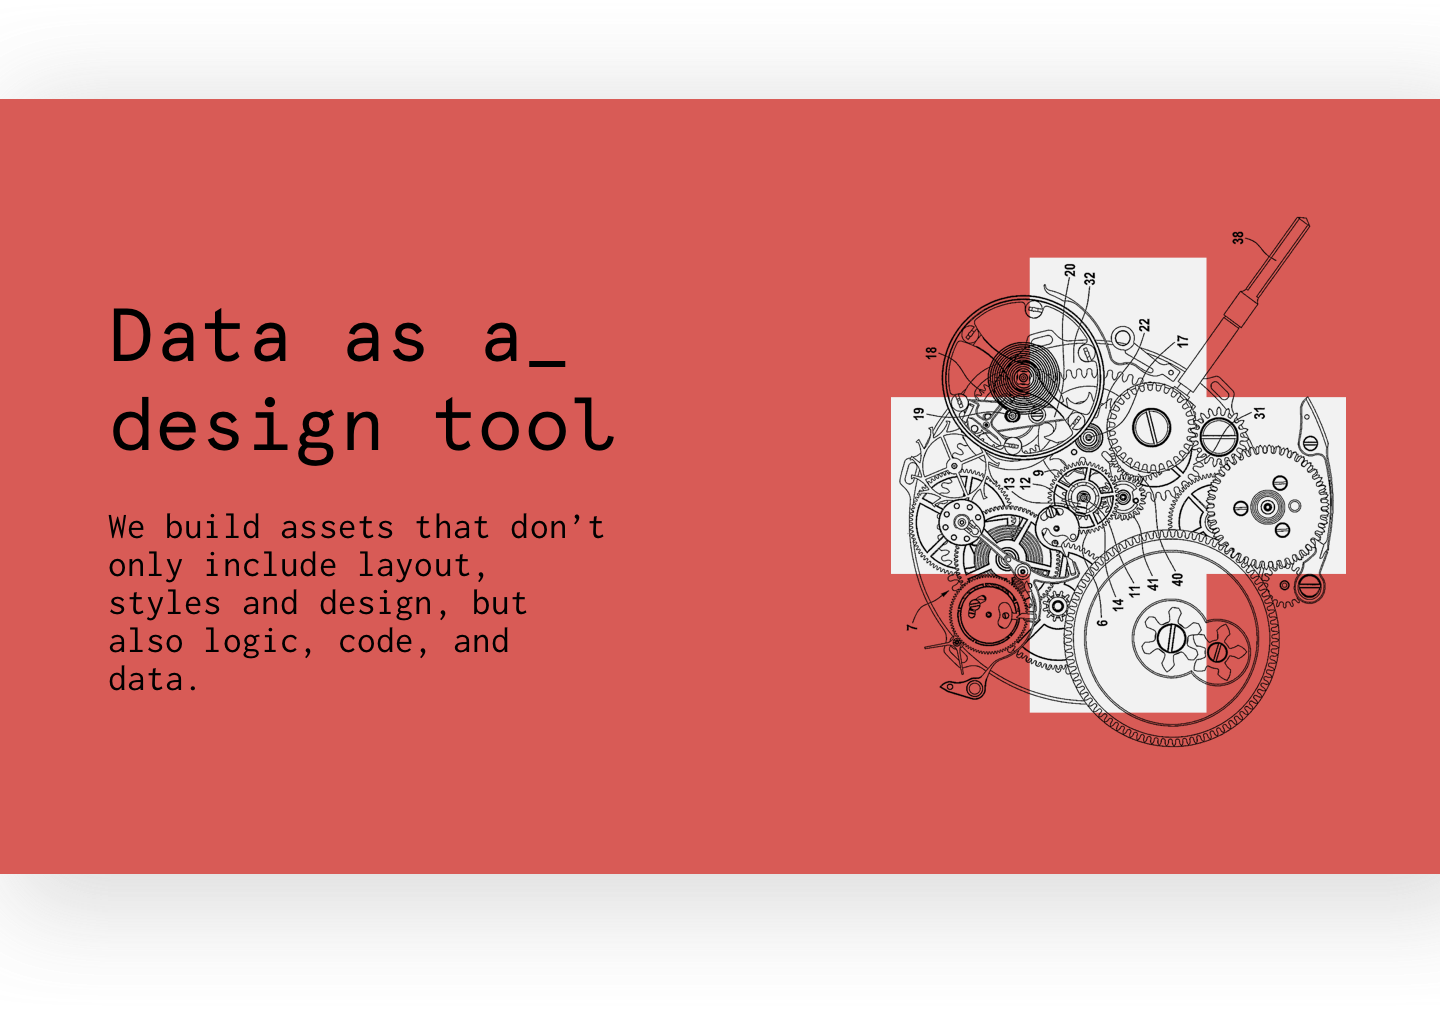 Data as a_
design tool
We build assets that don’t
only include layout,
styles and design, but
also logic, code, and
data.
38
20
32
22
17
18
19
31
9
13
12
40
41
11
14
6
7